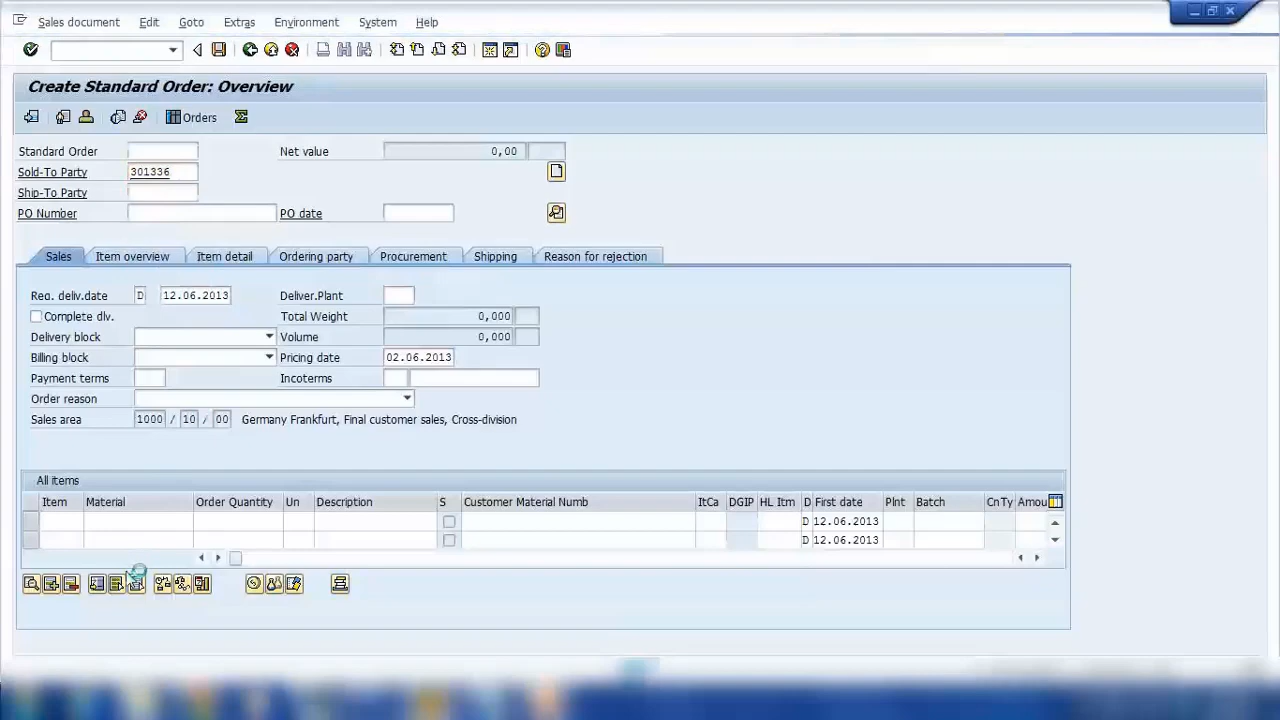 Sales document Edit Goto Extras Environment System Help
Create Standard Order: Overview
Orders
Standard Order Net value 0,00
Sold-To Party 301336
Ship-To Party
PO Number PO date
Sales Item overview Item detail Ordering party Procurement Shipping Reason for rejection
Req. deliv.date D 12.06.2013 Deliver.Plant
Complete dlv. Total Weight 0,000
Delivery block Volume 0,000
Billing block Pricing date 02.06.2013
Payment terms Incoterms
Order reason
Sales area 1000 / 10 / 00 Germany Frankfurt, Final customer sales, Cross-division
All items
Item Material Order Quantity Un Description S Customer Material Numb ItCa DGIP HL Itm D First date Plnt Batch CnTy Amou
D 12.06.2013
D 12.06.2013